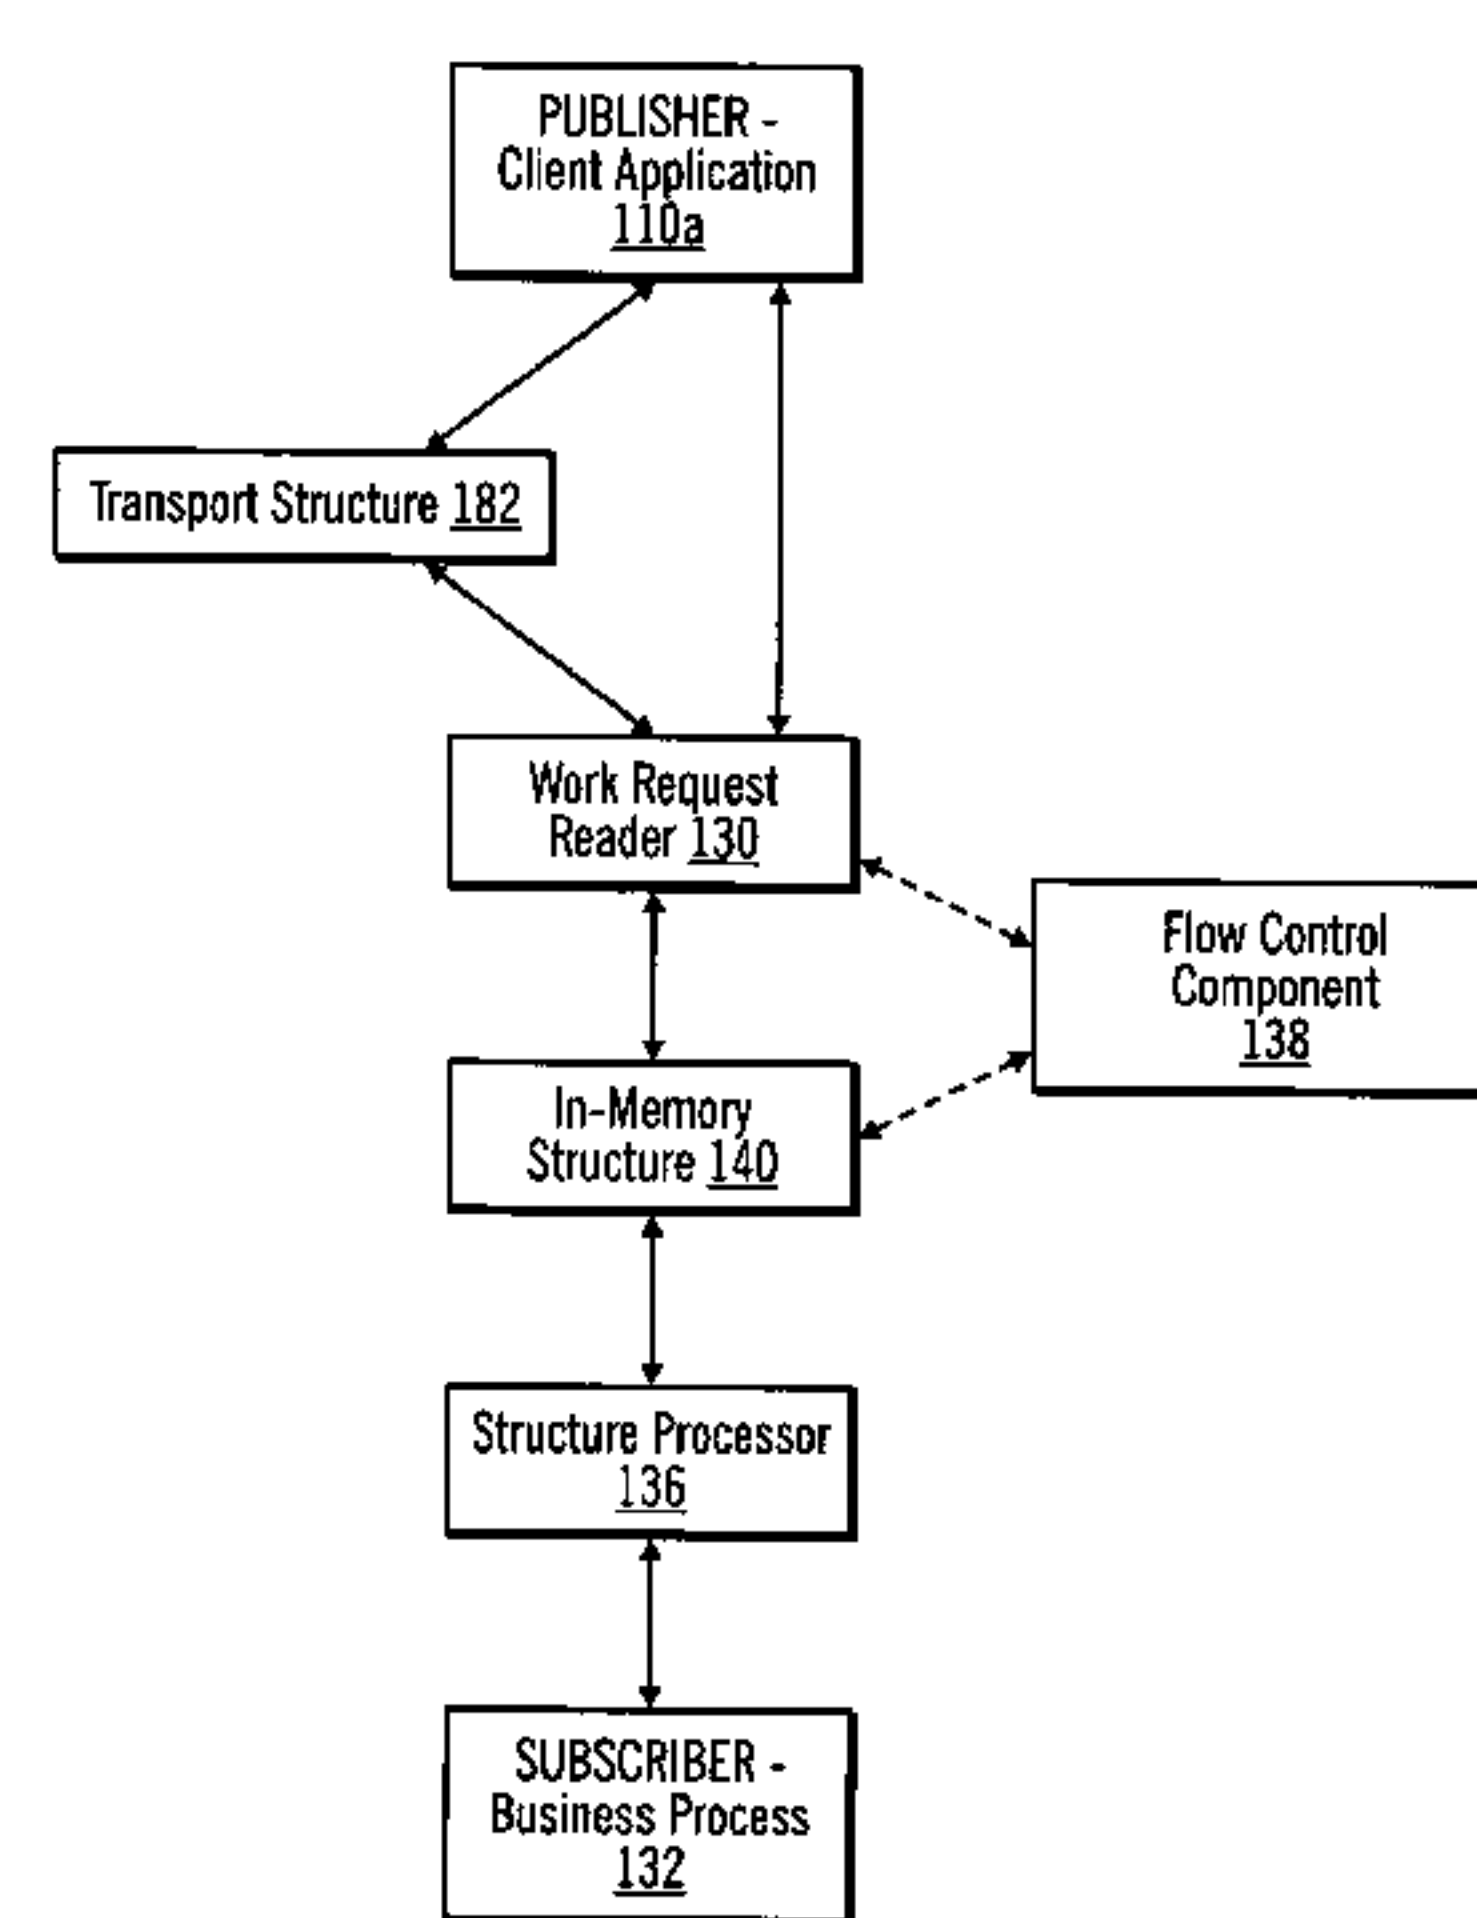 PUBLISHER -
Client Application
110a
Transport Structure 182
Work Request
Reader 130
Flow Control
Component
138
In-Memory
Structure 140
Structure Processor
136
SUBSCRIBER -
Business Process
132